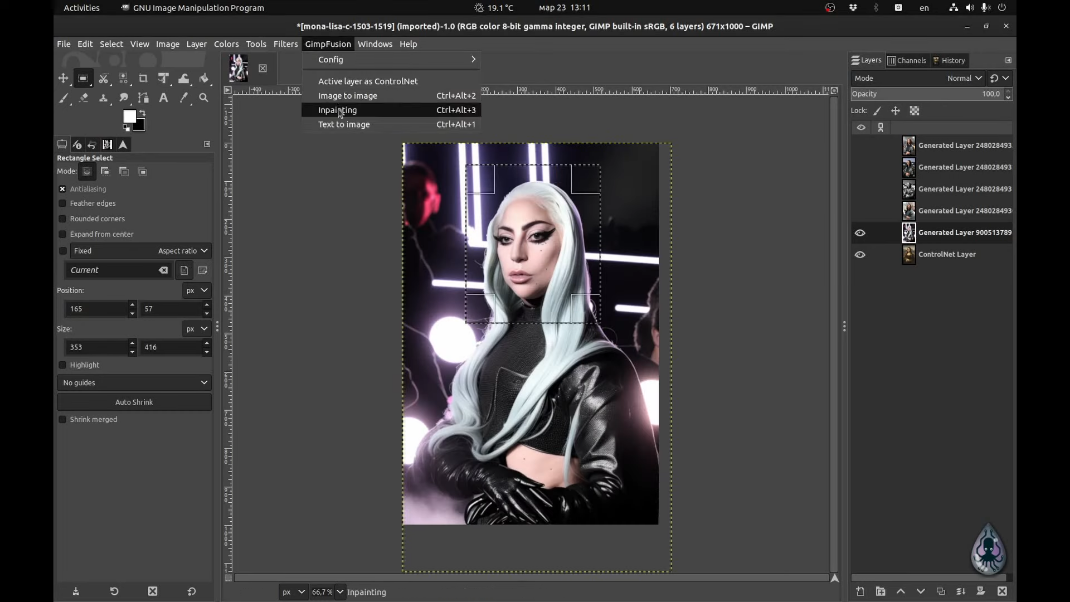 Activities
GNU Image Manipulation Program
19.1 °C
мар 23 13:11
en
*[mona-lisa-c-1503-1519] (imported)-1.0 (RGB color 8-bit gamma integer, GIMP built-in sRGB, 6 layers) 671x1000 – GIMP
File Edit Select View Image Layer Colors Tools Filters GimpFusion Windows Help
Config
Active layer as ControlNet
Image to image Ctrl+Alt+2
Inpainting Ctrl+Alt+3
Text to image Ctrl+Alt+1
Layers Channels History
Mode Normal
Opacity 100,0
Generated Layer 248028493
Generated Layer 248028493
Generated Layer 248028493
Generated Layer 248028493
Generated Layer 900513789
ControlNet Layer
Rectangle Select
Mode:
Antialiasing
Feather edges
Rounded corners
Expand from center
Fixed Aspect ratio
Current
Position: px
165 57
Size: px
353 416
Highlight
No guides
Auto Shrink
Shrink merged
px 66,7 % Inpainting